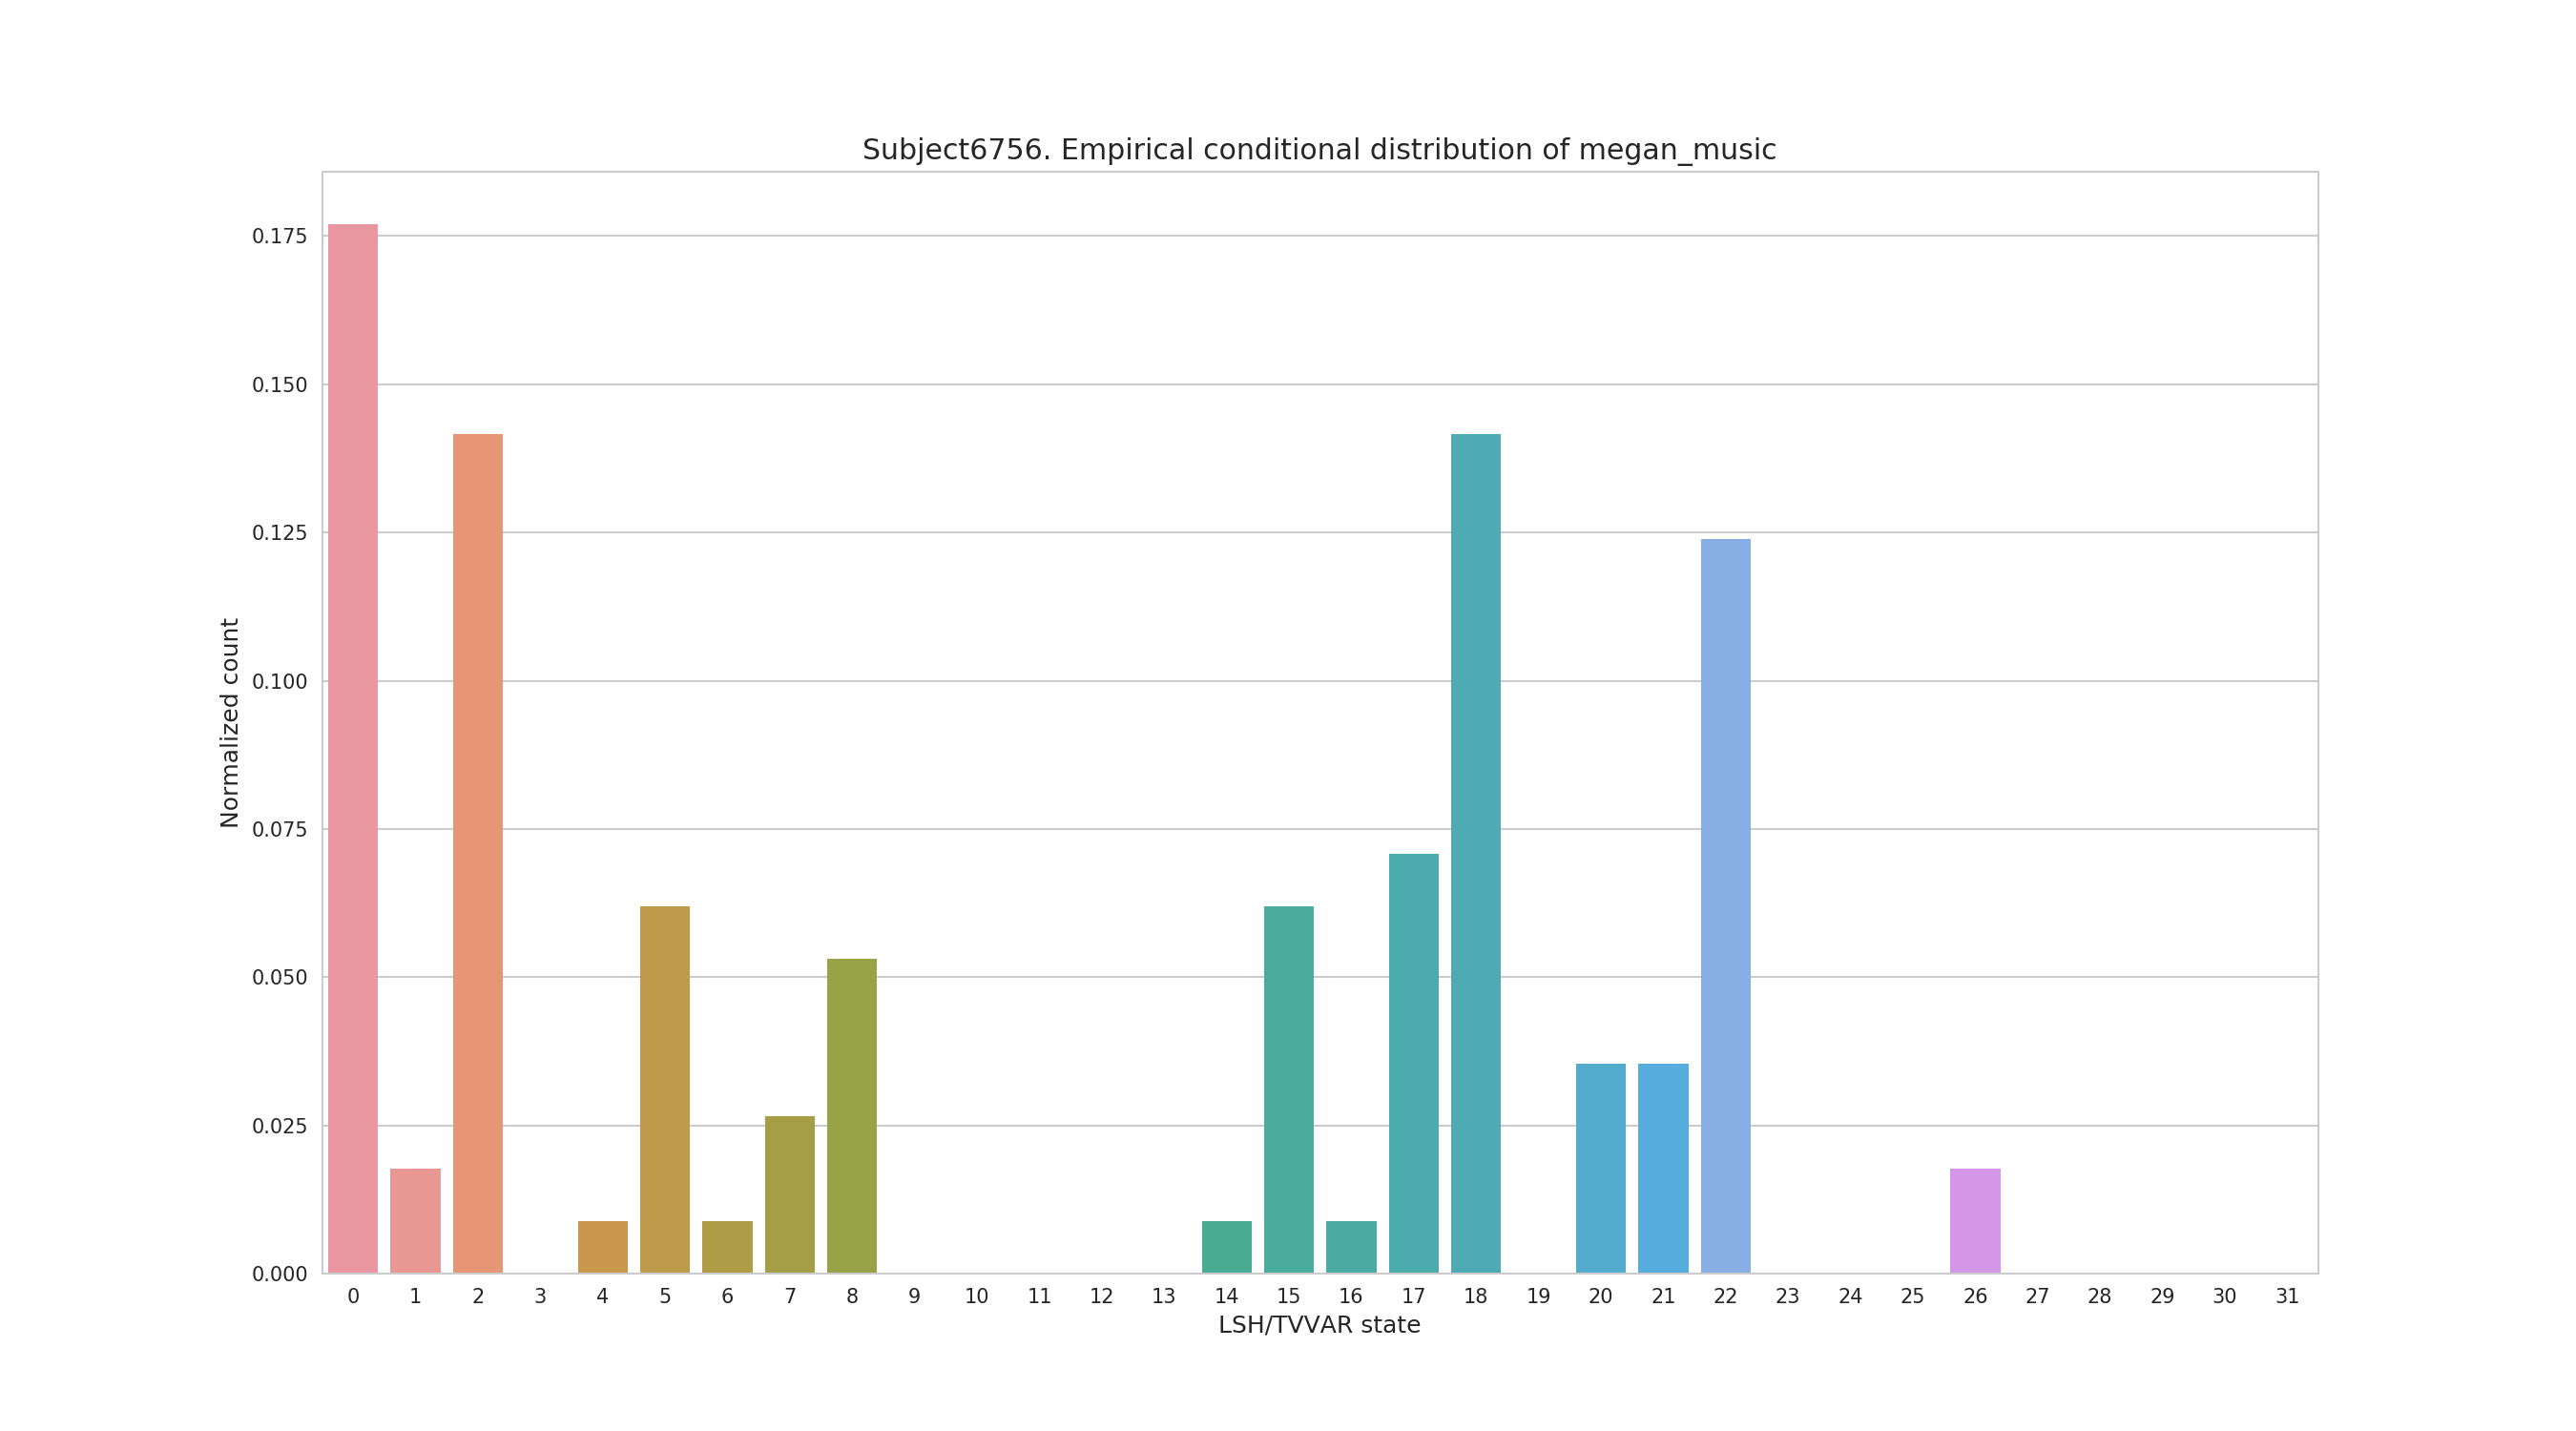 Subject6756. Empirical conditional distribution of megan_music
Normalized count
0.175
0.150
0.125
0.100
0.075
0.050
0.025
0.000
0 1 2 3 4 5 6 7 8 9 10 11 12 13 14 15 16 17 18 19 20 21 22 23 24 25 26 27 28 29 30 31
LSH/TVVAR state